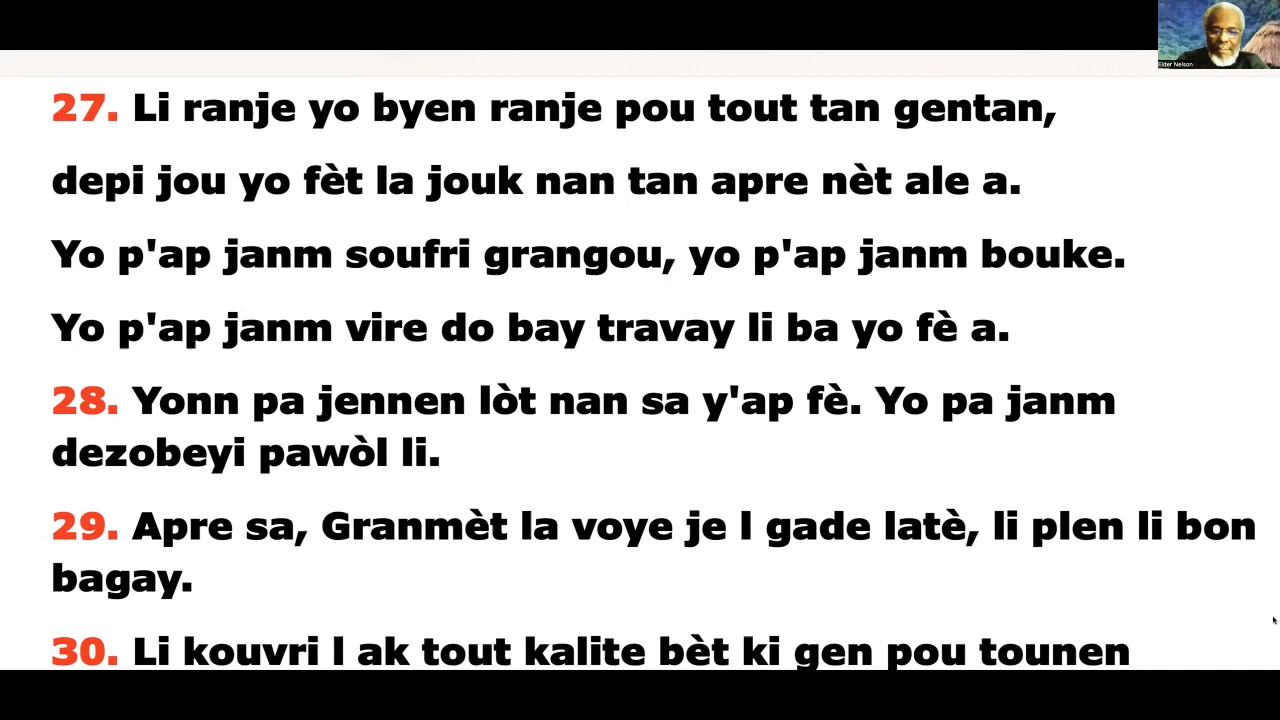 Elder Nelson
27. Li ranje yo byen ranje pou tout tan gentan,
depi jou yo fèt la jouk nan tan apre nèt ale a.
Yo p'ap janm soufri grangou, yo p'ap janm bouke.
Yo p'ap janm vire do bay travay li ba yo fè a.
28. Yonn pa jennen lòt nan sa y'ap fè. Yo pa janm
dezobeyi pawòl li.
29. Apre sa, Granmèt la voye je l gade latè, li plen li bon
bagay.
30. Li kouvri l ak tout kalite bèt ki gen pou tounen